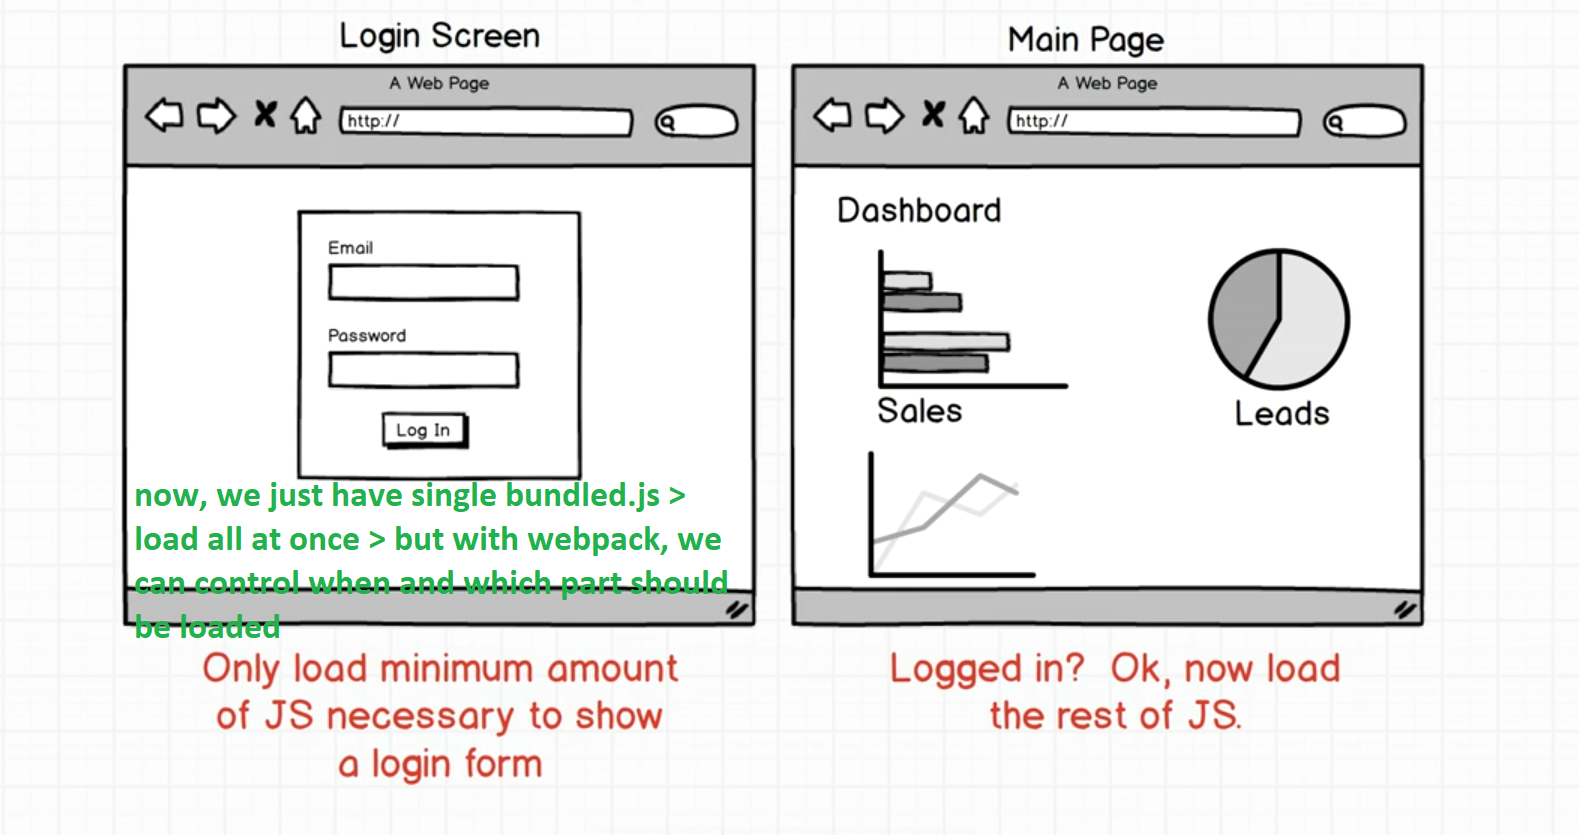 Login Screen
A Web Page
http://
Email
Password
Log In
now, we just have single bundled.js >
load all at once > but with webpack, we
can control when and which part should
be loaded
Only load minimum amount
of JS necessary to show
a login form
Main Page
A Web Page
http://
Dashboard
Sales
Leads
Logged in? Ok, now load
the rest of JS.